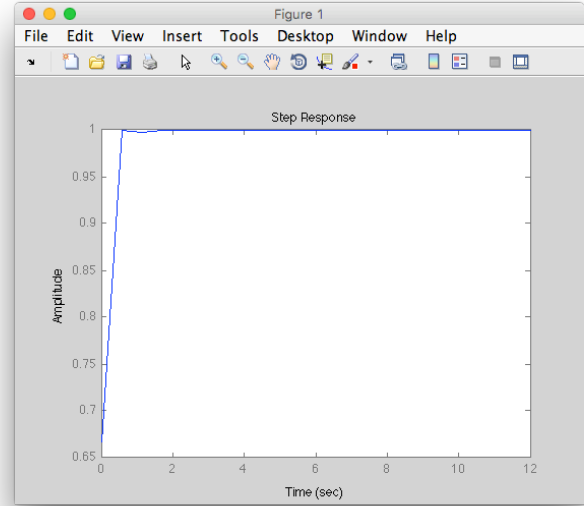 Figure 1
File Edit View Insert Tools Desktop Window Help
Step Response
1
0.95
0.9
0.85
0.8
0.75
0.7
0.65
Amplitude
0 2 4 6 8 10 12
Time (sec)